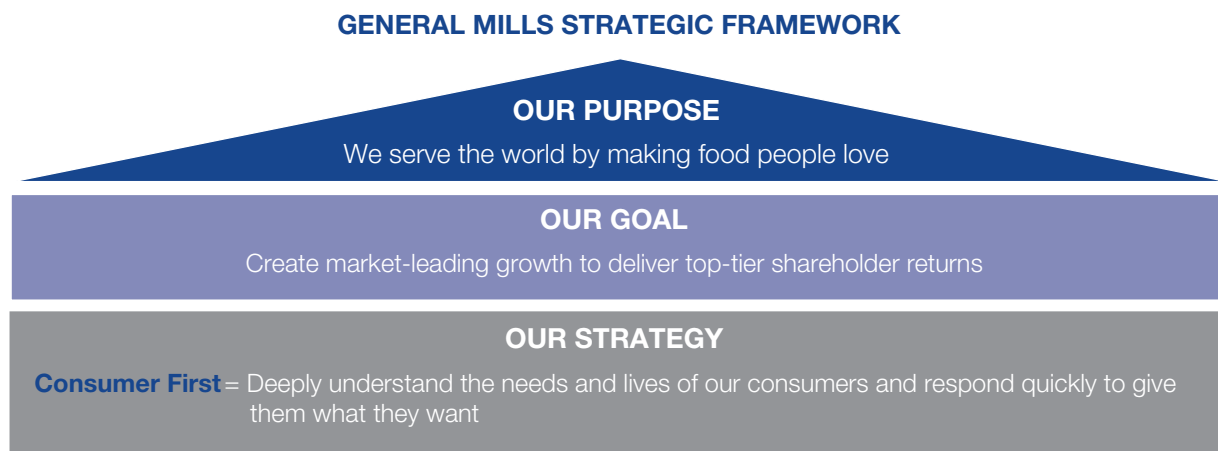 GENERAL MILLS STRATEGIC FRAMEWORK
OUR PURPOSE
We serve the world by making food people love
OUR GOAL
Create market-leading growth to deliver top-tier shareholder returns
OUR STRATEGY
Consumer First = Deeply understand the needs and lives of our consumers and respond quickly to give
them what they want